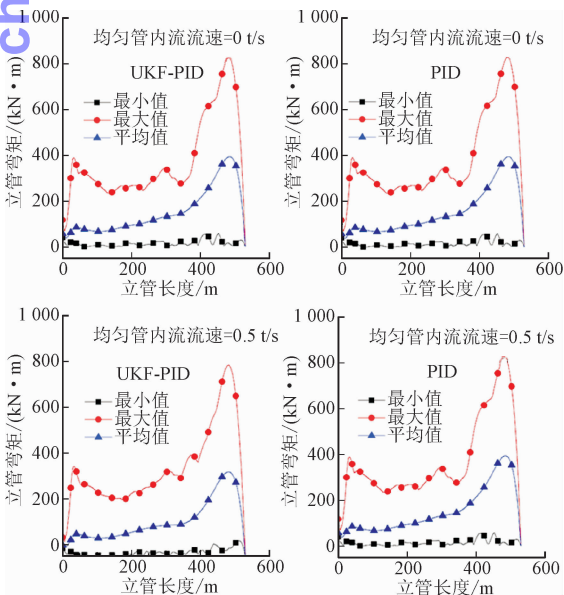 ch
立管弯矩/(kN·m)
1 000
800
600
400
200
0
均匀管内流流速=0 t/s
UKF-PID
最小值
最大值
平均值
0 200 400 600
立管长度/m
立管弯矩/(kN·m)
1 000
800
600
400
200
0
均匀管内流流速=0 t/s
PID
最小值
最大值
平均值
0 200 400 600
立管长度/m
立管弯矩/(kN·m)
1 000
800
600
400
200
0
均匀管内流流速=0.5 t/s
UKF-PID
最小值
最大值
平均值
0 200 400 600
立管长度/m
立管弯矩/(kN·m)
1 000
800
600
400
200
0
均匀管内流流速=0.5 t/s
PID
最小值
最大值
平均值
0 200 400 600
立管长度/m